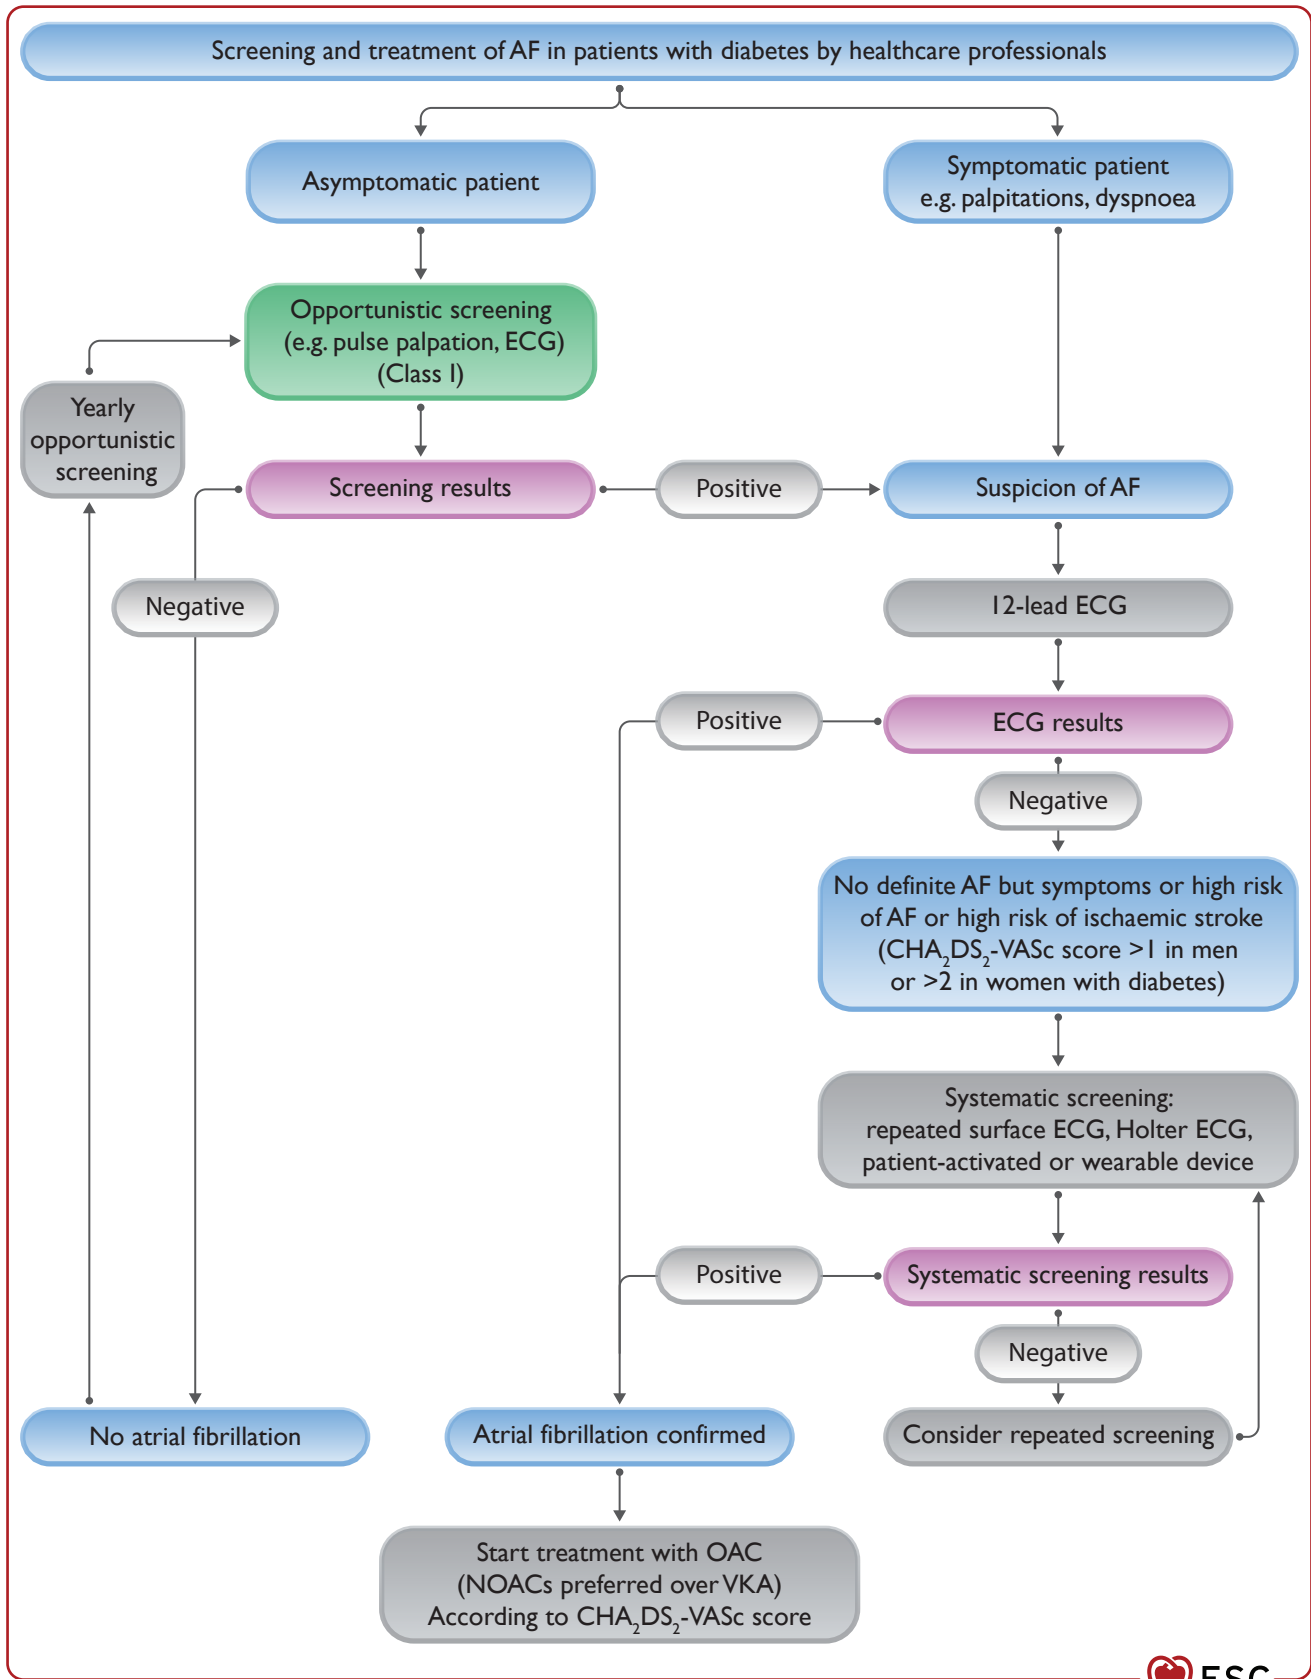 Screening and treatment of AF in patients with diabetes by healthcare professionals
Asymptomatic patient
Symptomatic patient
e.g. palpitations, dyspnoea
Opportunistic screening
(e.g. pulse palpation, ECG)
(Class I)
Yearly
opportunistic
screening
Screening results
Positive
Suspicion of AF
Negative
12-lead ECG
Positive
ECG results
Negative
No definite AF but symptoms or high risk
of AF or high risk of ischaemic stroke
(CHA₂DS₂-VASc score >1 in men
or >2 in women with diabetes)
Systematic screening:
repeated surface ECG, Holter ECG,
patient-activated or wearable device
Positive
Systematic screening results
Negative
No atrial fibrillation
Atrial fibrillation confirmed
Consider repeated screening
Start treatment with OAC
(NOACs preferred over VKA)
According to CHA₂DS₂-VASc score
ESC